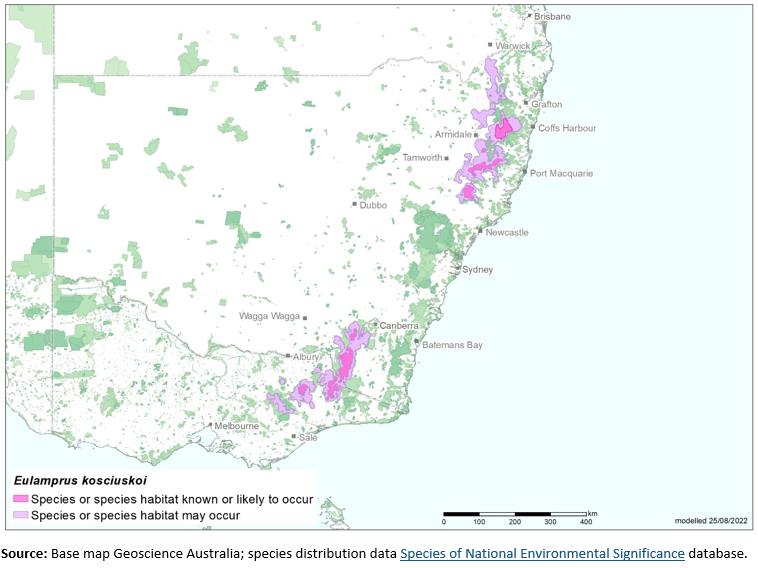 Brisbane
Warwick
Grafton
Armidale
Coffs Harbour
Tamworth
Port Macquarie
Dubbo
Newcastle
Sydney
Wagga Wagga
Canberra
Batemans Bay
Albury
Melbourne
Sale
Eulamprus kosciuskoi
Species or species habitat known or likely to occur
Species or species habitat may occur
km
0 100 200 300 400
modelled 25/08/2022
Source: Base map Geoscience Australia; species distribution data Species of National Environmental Significance database.